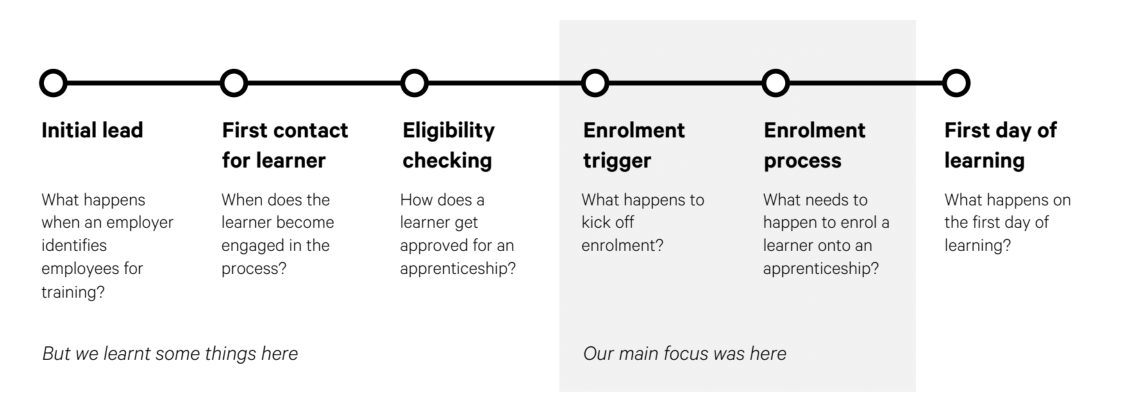 Initial lead
What happens
when an employer
identifies
employees for
training?
First contact
for learner
When does the
learner become
engaged in the
process?
Eligibility
checking
How does a
learner get
approved for an
apprenticeship?
Enrolment
trigger
What happens to
kick off
enrolment?
Enrolment
process
What needs to
happen to enrol a
learner onto an
apprenticeship?
First day of
learning
What happens on
the first day of
learning?
But we learnt some things here
Our main focus was here